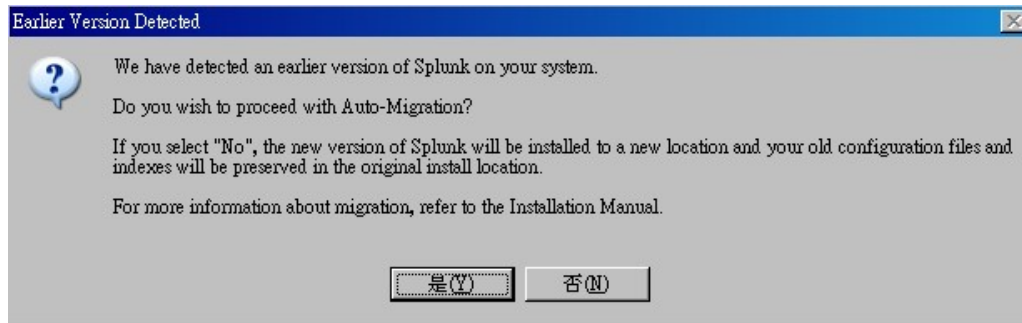 Earlier Version Detected
We have detected an earlier version of Splunk on your system.
Do you wish to proceed with Auto-Migration?
If you select "No", the new version of Splunk will be installed to a new location and your old configuration files and
indexes will be preserved in the original install location.
For more information about migration, refer to the Installation Manual.
是(Y) 否(N)